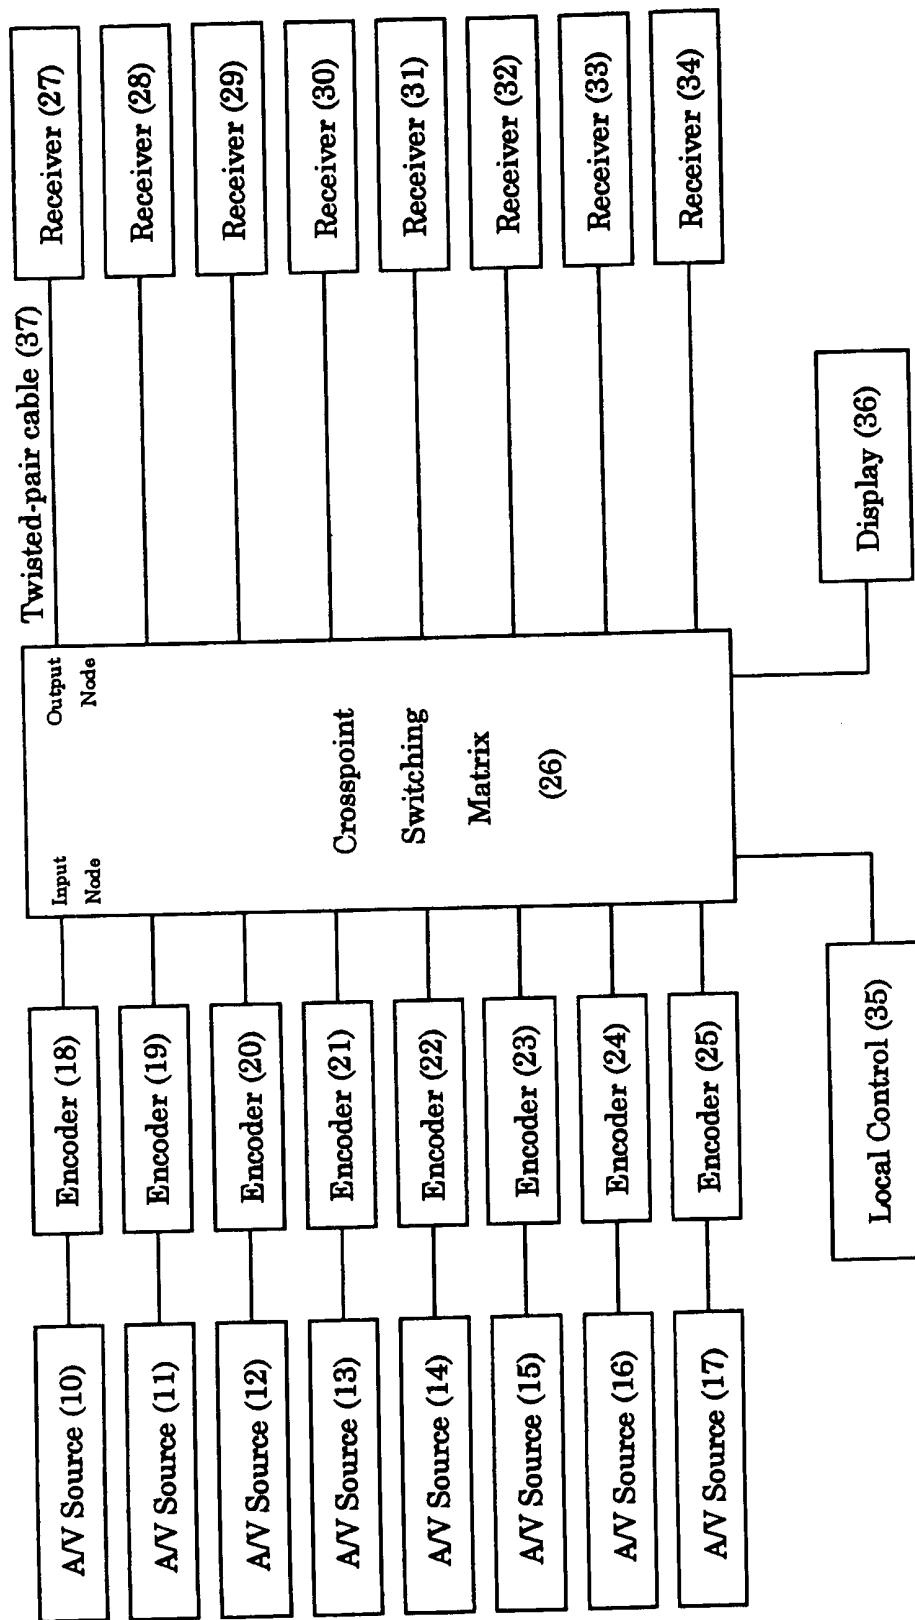 A/V Source (10)
Encoder (18)
Input
Node
Output
Node
Twisted-pair cable (37)
Receiver (27)
A/V Source (11)
Encoder (19)
Receiver (28)
A/V Source (12)
Encoder (20)
Receiver (29)
A/V Source (13)
Encoder (21)
Receiver (30)
A/V Source (14)
Encoder (22)
Receiver (31)
A/V Source (15)
Encoder (23)
Receiver (32)
A/V Source (16)
Encoder (24)
Receiver (33)
A/V Source (17)
Encoder (25)
Receiver (34)
Crosspoint
Switching
Matrix
(26)
Local Control (35)
Display (36)